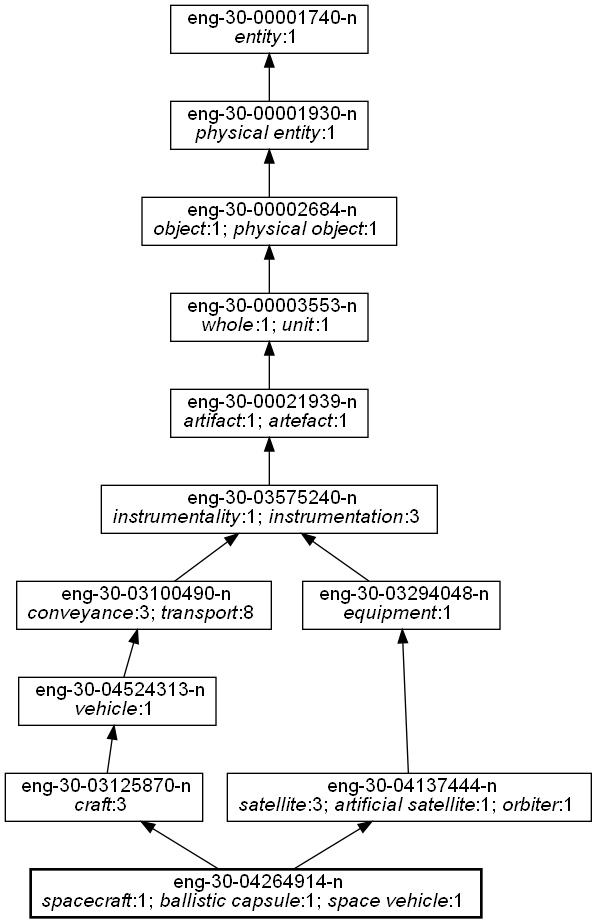 eng-30-00001740-n
entity:1
eng-30-00001930-n
physical entity:1
eng-30-00002684-n
object:1; physical object:1
eng-30-00003553-n
whole:1; unit:1
eng-30-00021939-n
artifact:1; artefact:1
eng-30-03575240-n
instrumentality:1; instrumentation:3
eng-30-03100490-n
conveyance:3; transport:8
eng-30-03294048-n
equipment:1
eng-30-04524313-n
vehicle:1
eng-30-03125870-n
craft:3
eng-30-04137444-n
satellite:3; artificial satellite:1; orbiter:1
eng-30-04264914-n
spacecraft:1; ballistic capsule:1; space vehicle:1